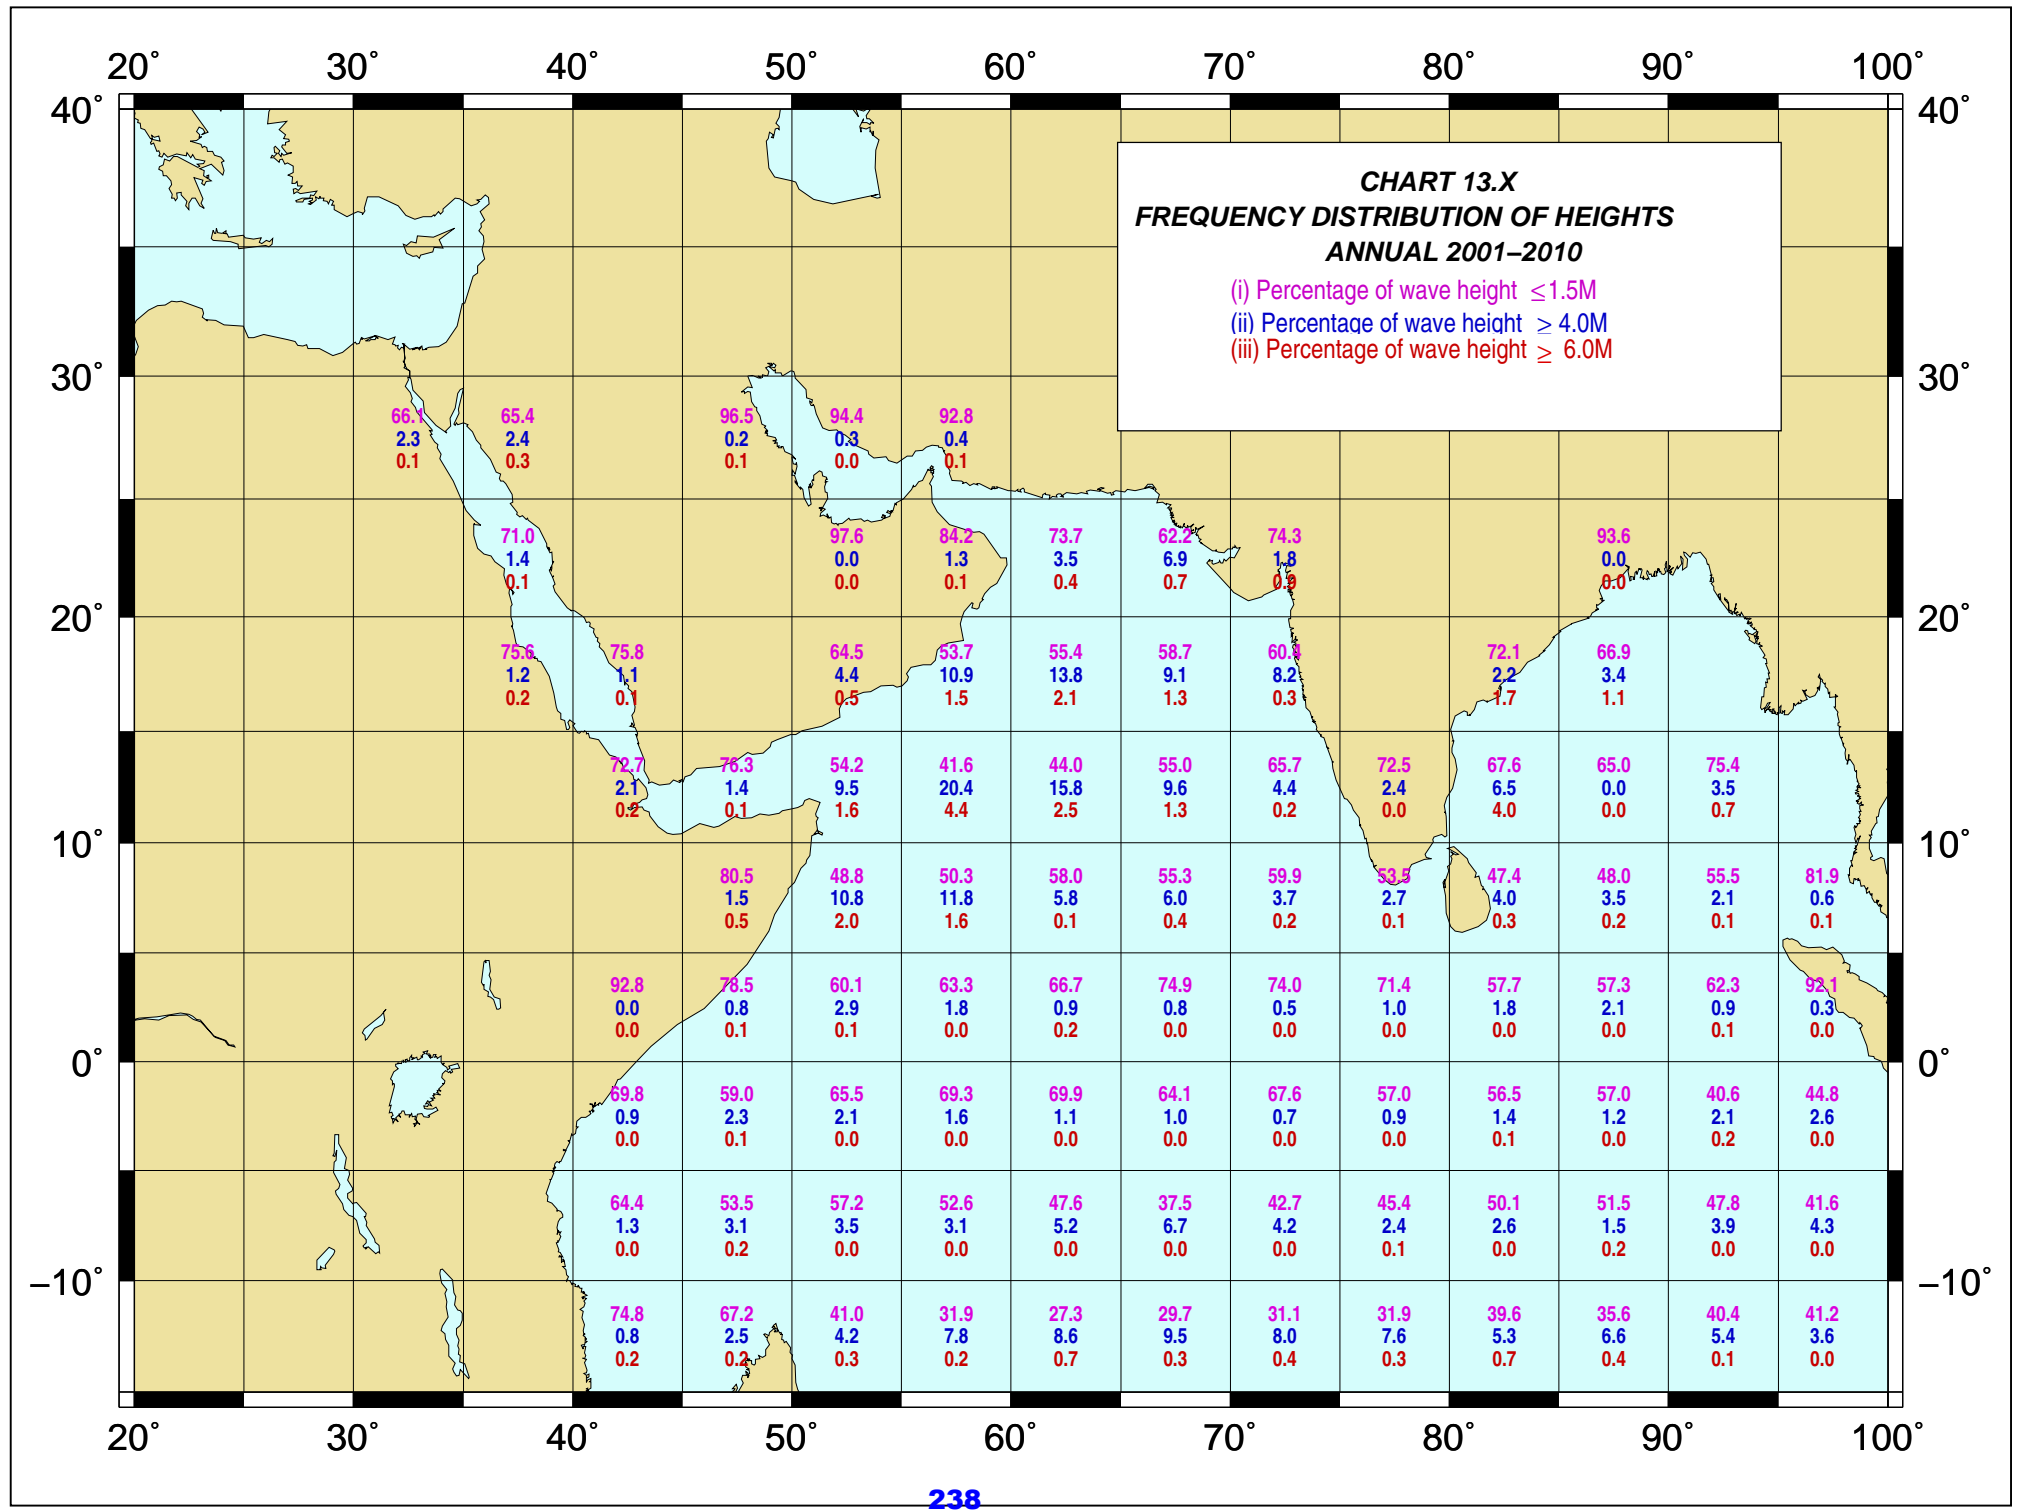 20° 30° 40° 50° 60° 70° 80° 90° 100°
40° 40°
CHART 13.X
FREQUENCY DISTRIBUTION OF HEIGHTS
ANNUAL 2001–2010
(i) Percentage of wave height ≤1.5M
(ii) Percentage of wave height ≥ 4.0M
(iii) Percentage of wave height ≥ 6.0M
30° 30°
66.1 65.4 96.5 94.4 92.8
2.3 2.4 0.2 0.3 0.4
0.1 0.3 0.1 0.0 0.1
71.0 97.6 84.2 73.7 62.2 74.3 93.6
1.4 0.0 1.3 3.5 6.9 1.8 0.0
0.1 0.0 0.1 0.4 0.7 0.9 0.0
20° 20°
75.6 75.8 64.5 53.7 55.4 58.7 60.4 72.1 66.9
1.2 1.1 4.4 10.9 13.8 9.1 8.2 2.2 3.4
0.2 0.1 0.5 1.5 2.1 1.3 0.3 1.7 1.1
72.7 76.3 54.2 41.6 44.0 55.0 65.7 72.5 67.6 65.0 75.4
2.1 1.4 9.5 20.4 15.8 9.6 4.4 2.4 6.5 0.0 3.5
0.2 0.1 1.6 4.4 2.5 1.3 0.2 0.0 4.0 0.0 0.7
10° 10°
80.5 48.8 50.3 58.0 55.3 59.9 53.5 47.4 48.0 55.5 81.9
1.5 10.8 11.8 5.8 6.0 3.7 2.7 4.0 3.5 2.1 0.6
0.5 2.0 1.6 0.1 0.4 0.2 0.1 0.3 0.2 0.1 0.1
92.8 78.5 60.1 63.3 66.7 74.9 74.0 71.4 57.7 57.3 62.3 92.1
0.0 0.8 2.9 1.8 0.9 0.8 0.5 1.0 1.8 2.1 0.9 0.3
0.0 0.1 0.1 0.0 0.2 0.0 0.0 0.0 0.0 0.0 0.1 0.0
0° 0°
69.8 59.0 65.5 69.3 69.9 64.1 67.6 57.0 56.5 57.0 40.6 44.8
0.9 2.3 2.1 1.6 1.1 1.0 0.7 0.9 1.4 1.2 2.1 2.6
0.0 0.1 0.0 0.0 0.0 0.0 0.0 0.0 0.1 0.0 0.2 0.0
64.4 53.5 57.2 52.6 47.6 37.5 42.7 45.4 50.1 51.5 47.8 41.6
1.3 3.1 3.5 3.1 5.2 6.7 4.2 2.4 2.6 1.5 3.9 4.3
0.0 0.2 0.0 0.0 0.0 0.0 0.0 0.1 0.0 0.2 0.0 0.0
–10° –10°
74.8 67.2 41.0 31.9 27.3 29.7 31.1 31.9 39.6 35.6 40.4 41.2
0.8 2.5 4.2 7.8 8.6 9.5 8.0 7.6 5.3 6.6 5.4 3.6
0.2 0.2 0.3 0.2 0.7 0.3 0.4 0.3 0.7 0.4 0.1 0.0
20° 30° 40° 50° 60° 70° 80° 90° 100°
238